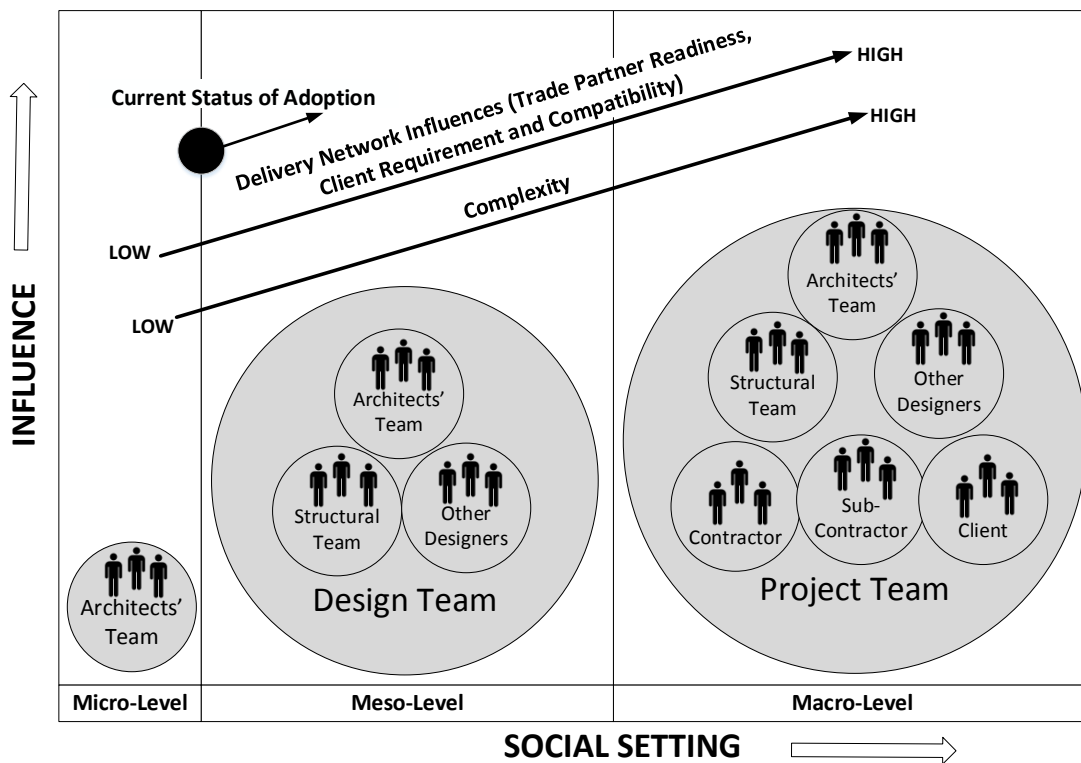 Current Status of Adoption
Delivery Network Influences (Trade Partner Readiness,
Client Requirement and Compatibility)
HIGH
HIGH
Complexity
LOW
LOW
INFLUENCE
Architects'
Team
Architects'
Team
Structural
Team
Other
Designers
Design Team
Architects'
Team
Structural
Team
Other
Designers
Contractor
Sub-
Contractor
Client
Project Team
Micro-Level
Meso-Level
Macro-Level
SOCIAL SETTING